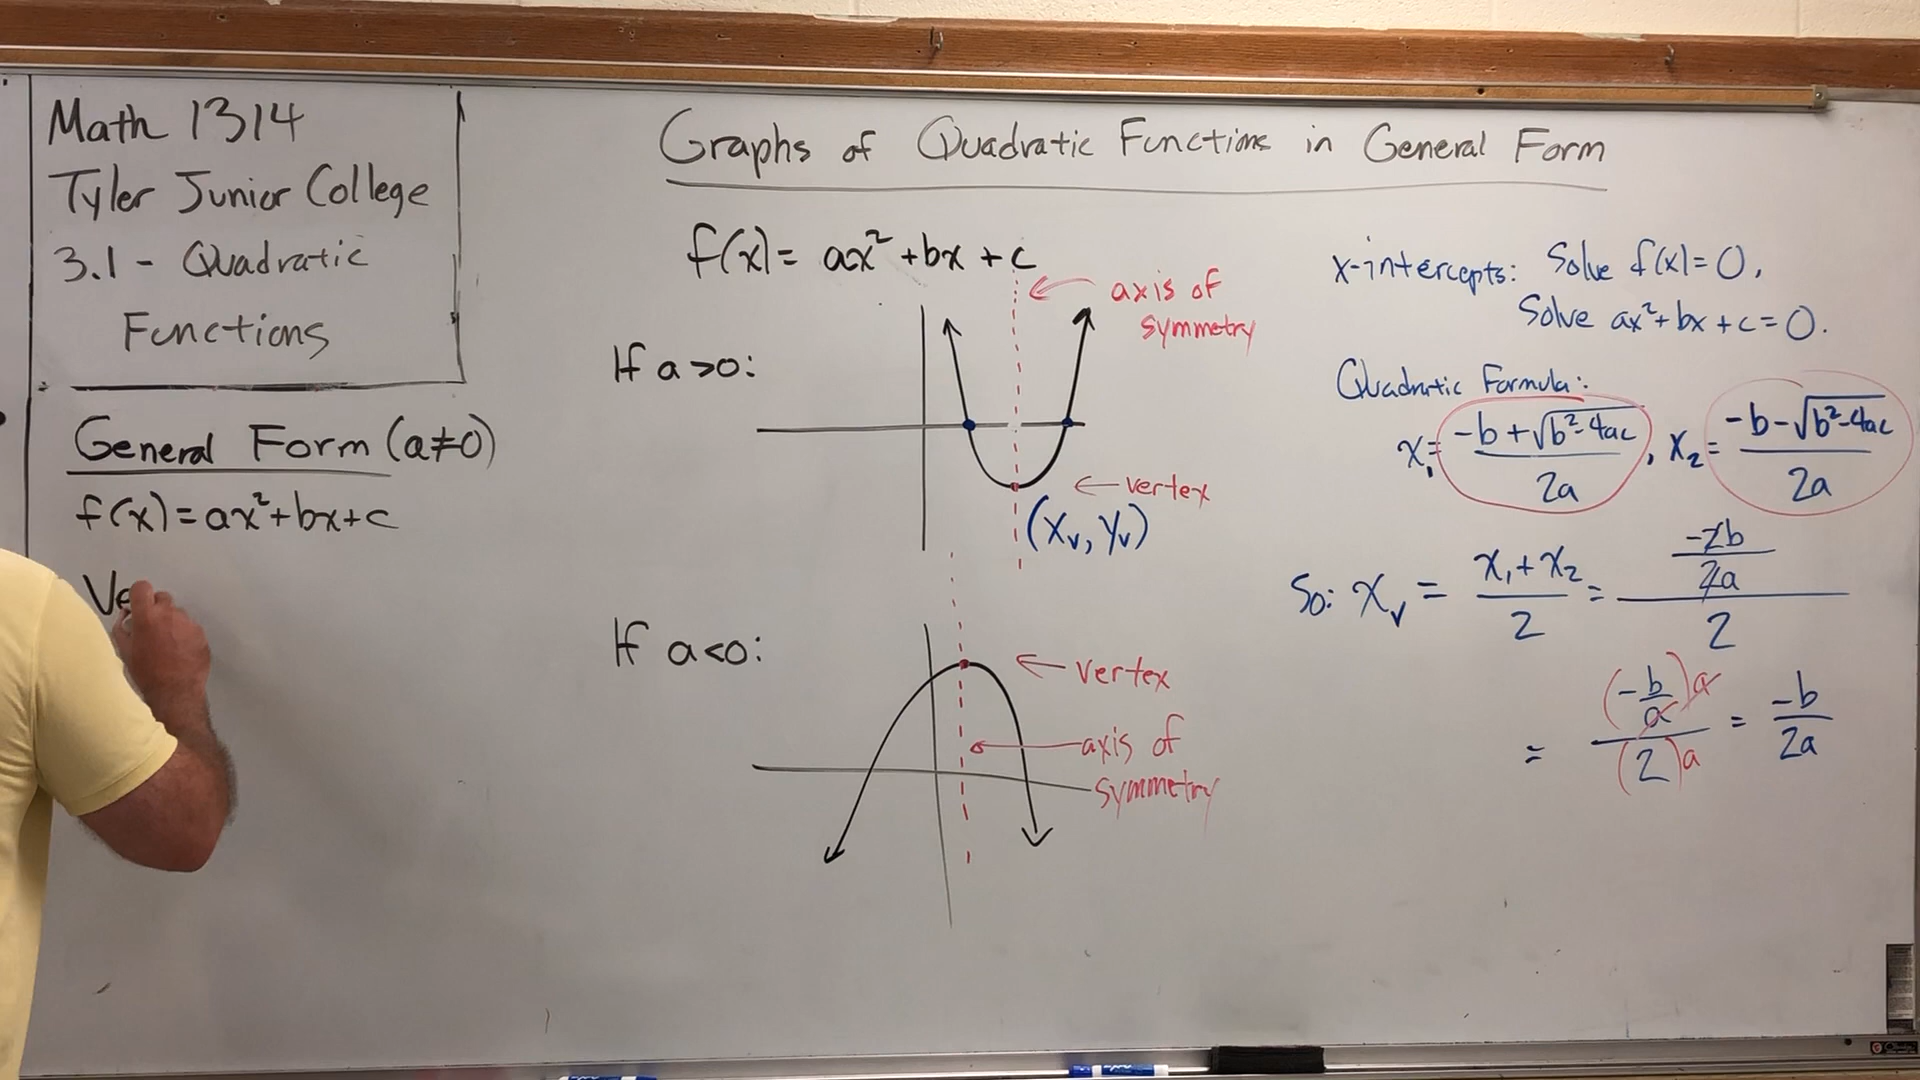 Math 1314
Tyler Junior College
3.1 - Quadratic
Functions
General Form (a≠0)
f(x)=ax²+bx+c
Ve
Graphs of Quadratic Functions in General Form
f(x)= ax²+bx+c
axis of
symmetry
If a>0:
vertex
(xᵥ, yᵥ)
If a<0:
vertex
axis of
symmetry
x-intercepts: Solve f(x)=0,
Solve ax²+bx+c=0.
Quadratic Formula:
x₁= (-b+√(b²-4ac))/(2a), x₂= (-b-√(b²-4ac))/(2a)
So: xᵥ = (x₁+x₂)/2 = (-2b/2a)/2
= ((-b/a)a)/((2)a) = -b/2a